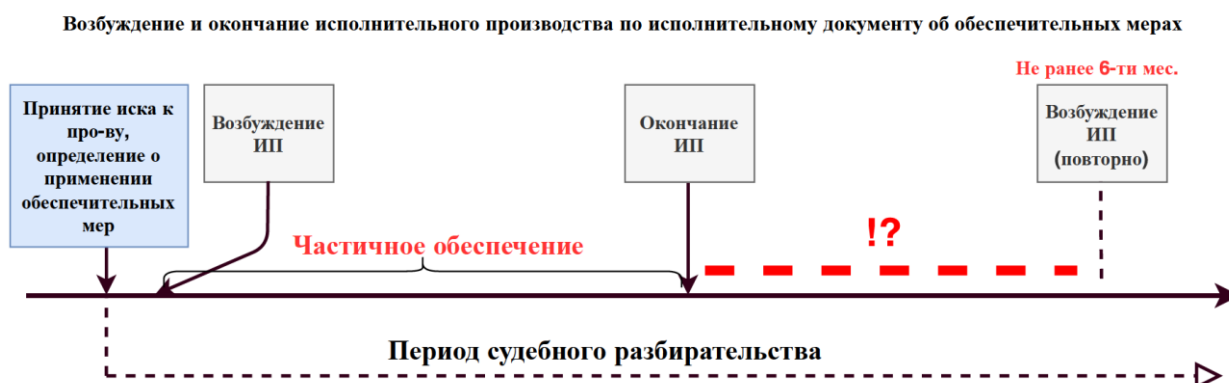 Возбуждение и окончание исполнительного производства по исполнительному документу об обеспечительных мерах
Не ранее 6-ти мес.
Принятие иска к
про-ву,
определение о
применении
обеспечительных
мер
Возбуждение
ИП
Окончание
ИП
Возбуждение
ИП
(повторно)
Частичное обеспечение
!?
Период судебного разбирательства